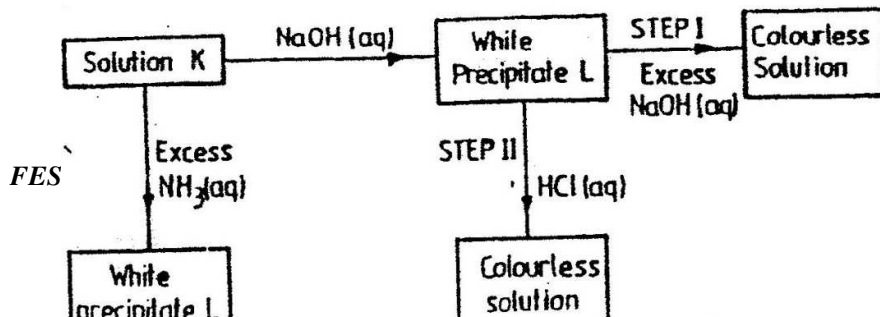 Solution K
NaOH (aq)
White
Precipitate L
STEP I
Excess
NaOH (aq)
Colourless
Solution
FES
Excess
NH3(aq)
STEP II
HCl (aq)
White
precipitate L
Colourless
solution